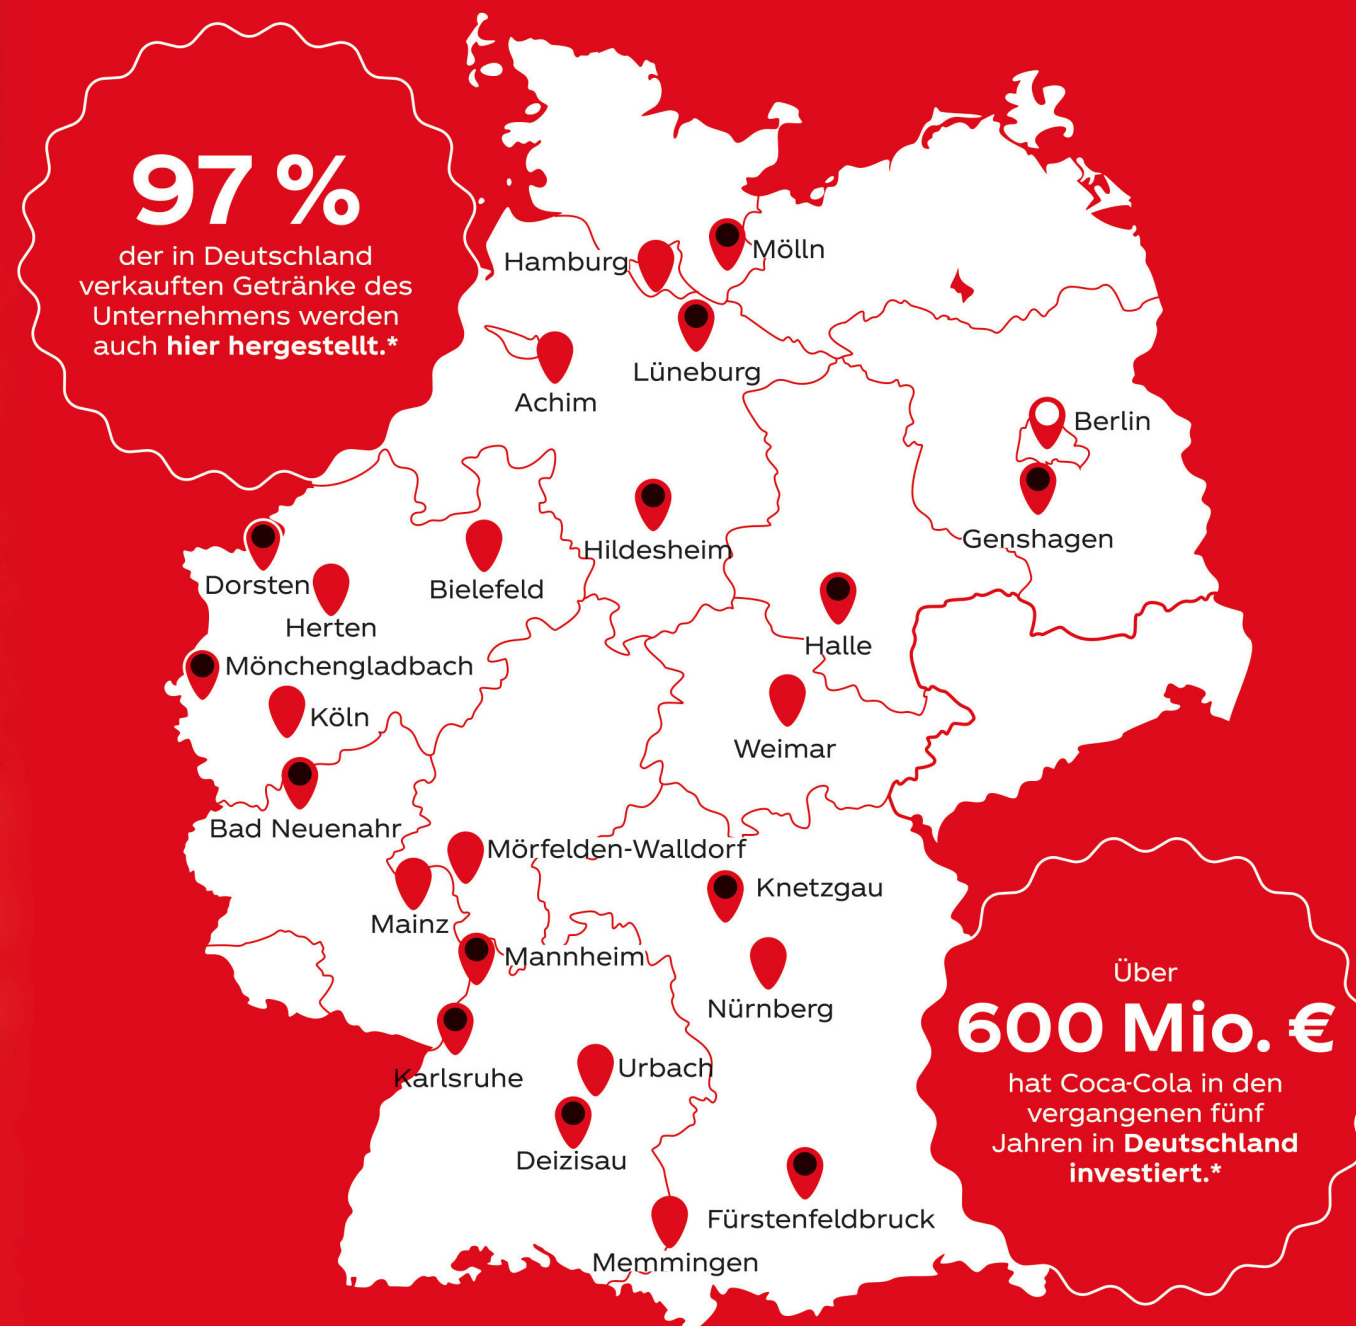 97 %
der in Deutschland
verkauften Getränke des
Unternehmens werden
auch hier hergestellt.*
Mölln
Hamburg
Lüneburg
Achim
Berlin
Genshagen
Hildesheim
Dorsten
Bielefeld
Herten
Halle
Mönchengladbach
Köln
Weimar
Bad Neuenahr
Mörfelden-Walldorf
Knetzgau
Mainz
Mannheim
Nürnberg
Urbach
Karlsruhe
Deizisau
Fürstenfeldbruck
Memmingen
Über
600 Mio. €
hat Coca-Cola in den
vergangenen fünf
Jahren in Deutschland
investiert.*